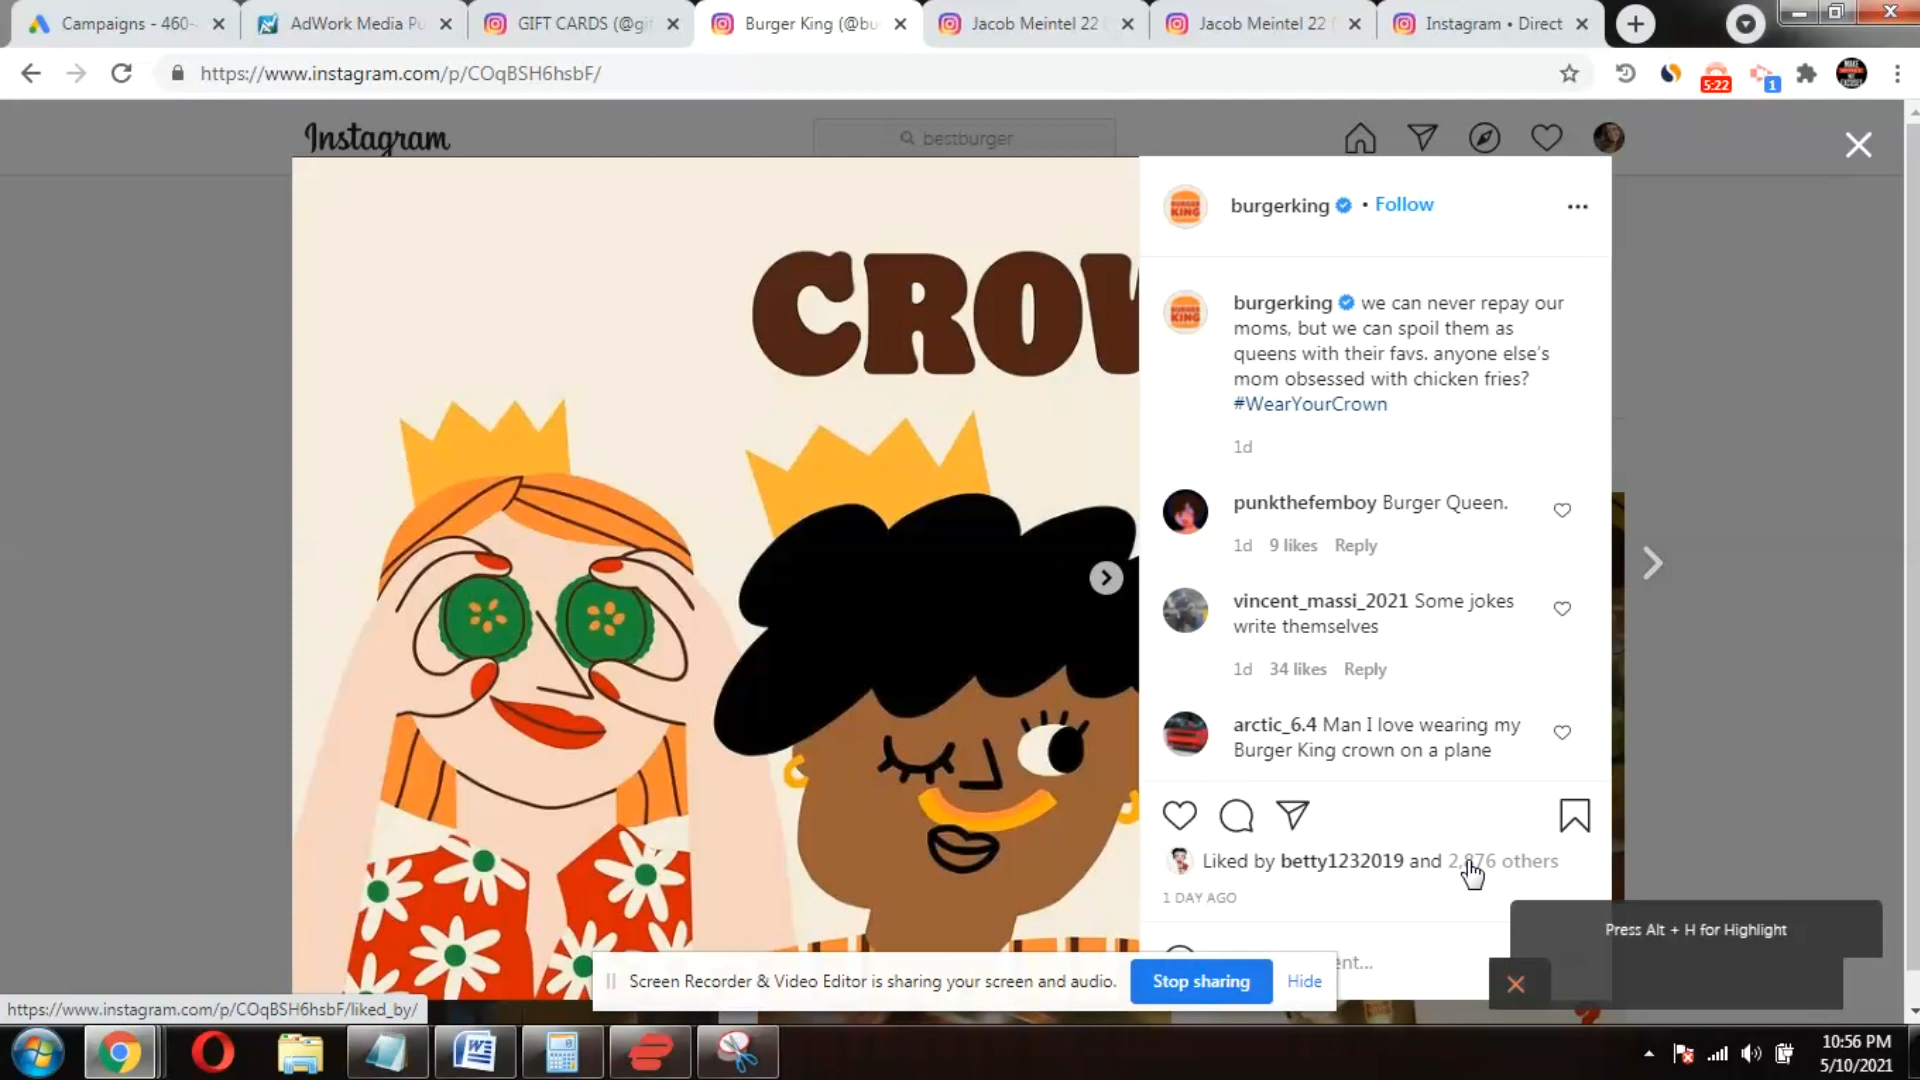 Campaigns - 460-
AdWork Media Pu
GIFT CARDS (@gif
Burger King (@bu
Jacob Meintel 22
Jacob Meintel 22
Instagram • Direct
https://www.instagram.com/p/COqBSH6hsbF/
5:22
1
Instagram
bestburger
burgerking • Follow
CROW
burgerking we can never repay our
moms, but we can spoil them as
queens with their favs. anyone else's
mom obsessed with chicken fries?
#WearYourCrown
1d
punkthefemboy Burger Queen.
1d 9 likes Reply
vincent_massi_2021 Some jokes
write themselves
1d 34 likes Reply
arctic_6.4 Man I love wearing my
Burger King crown on a plane
Liked by betty1232019 and 2,876 others
1 DAY AGO
Press Alt + H for Highlight
ent...
Screen Recorder & Video Editor is sharing your screen and audio.
Stop sharing
Hide
https://www.instagram.com/p/COqBSH6hsbF/liked_by/
10:56 PM
5/10/2021